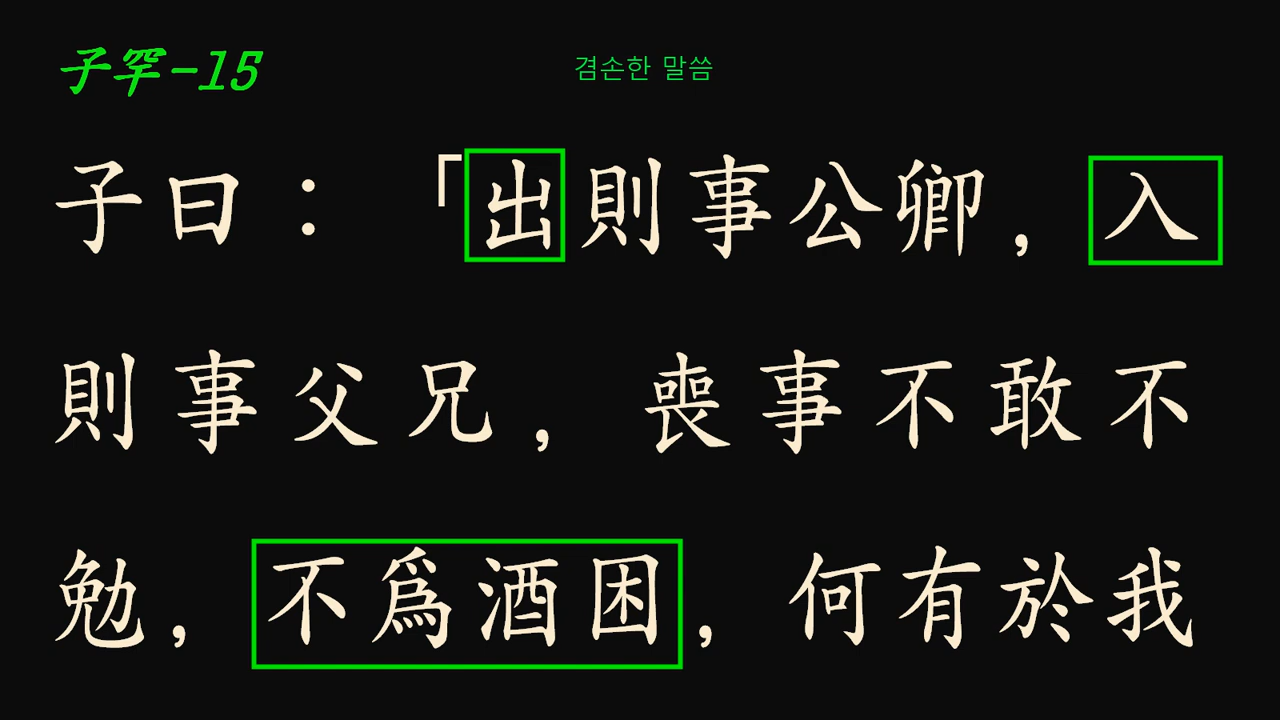 子罕-15
겸손한 말씀
子曰：「出則事公卿，入
則事父兄，喪事不敢不
勉，不爲酒困，何有於我